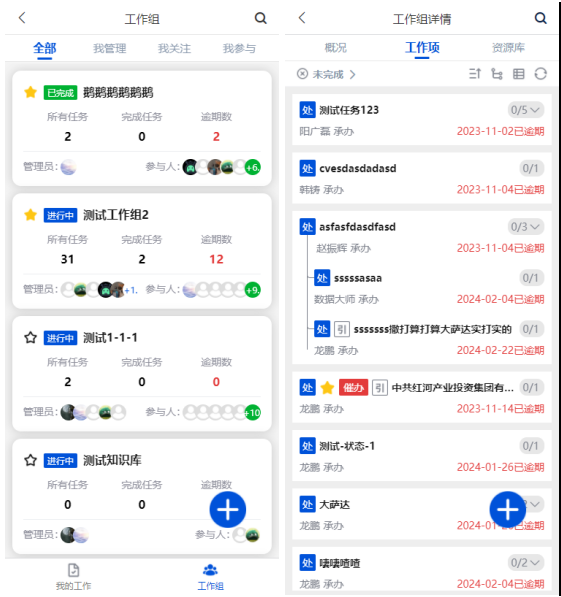 工作组
全部 我管理 我关注 我参与
已完成 鹅鹅鹅鹅鹅鹅
所有任务 完成任务 逾期数
2 0 2
管理员: 参与人: +6.
进行中 测试工作组2
所有任务 完成任务 逾期数
31 2 12
管理员: +1. 参与人: +9.
进行中 测试1-1-1
所有任务 完成任务 逾期数
2 0 0
管理员: 参与人: +10
进行中 测试知识库
所有任务 完成任务 逾期数
0 0
管理员: 参与人:
我的工作 工作组
工作组详情
概况 工作项 资源库
未完成
处 测试任务123 0/5
阳广磊 承办 2023-11-02已逾期
处 cvesdasdadasd 0/1
韩铸 承办 2023-11-04已逾期
处 asfasfdasdfasd 0/3
赵振辉 承办 2023-11-04已逾期
处 sssssasaa 0/1
数据大师 承办 2024-02-04已逾期
处 引 sssssss撒打算打算大萨达实打实的 0/1
龙鹏 承办 2024-02-22已逾期
处 催办 引 中共红河产业投资集团有... 0/1
龙鹏 承办 2023-11-14已逾期
处 测试-状态-1 0/1
龙鹏 承办 2024-01-26已逾期
处 大萨达
龙鹏 承办 2024-01-26已逾期
处 嘒嘒喳喳 0/2
龙鹏 承办 2024-02-04已逾期